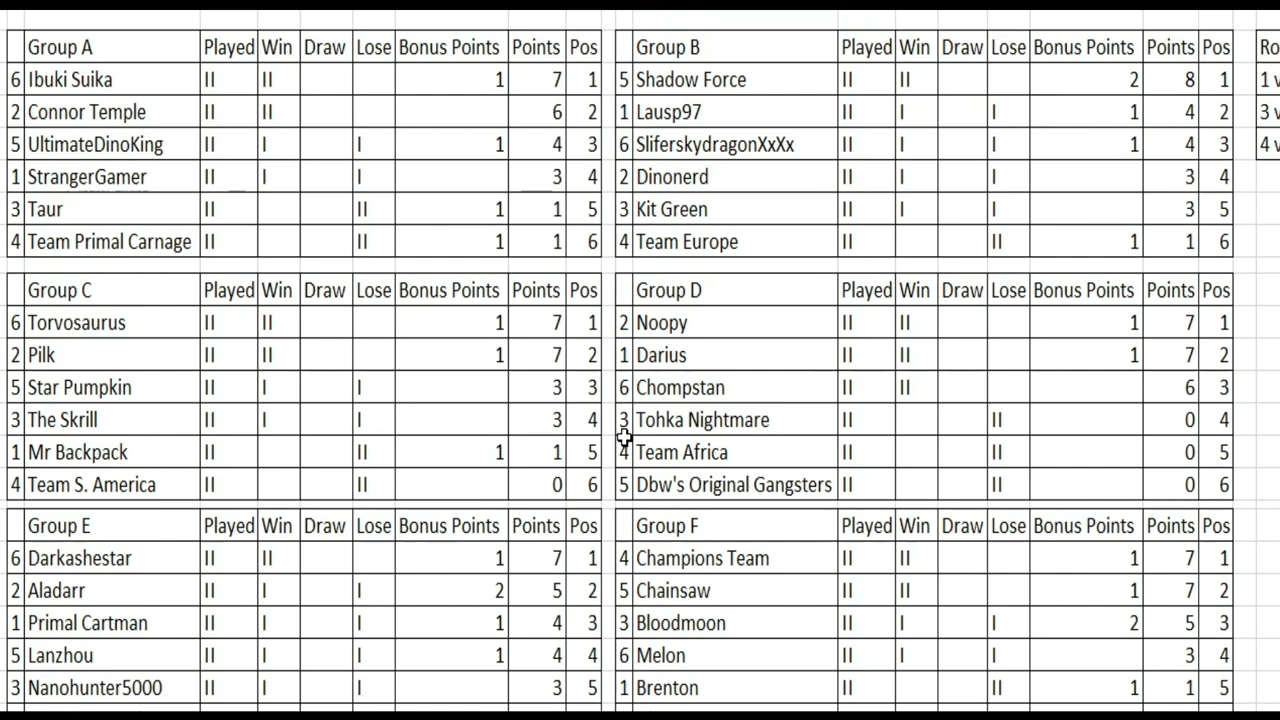 Group A Played Win Draw Lose Bonus Points Points Pos
6 Ibuki Suika II II 1 7 1
2 Connor Temple II II 6 2
5 UltimateDinoKing II I I 1 4 3
1 StrangerGamer II I I 3 4
3 Taur II II 1 1 5
4 Team Primal Carnage II II 1 1 6
Group B Played Win Draw Lose Bonus Points Points Pos
5 Shadow Force II II 2 8 1
1 Lausp97 II I I 1 4 2
6 SliferskydragonXxXx II I I 1 4 3
2 Dinonerd II I I 3 4
3 Kit Green II I I 3 5
4 Team Europe II II 1 1 6
Ro
1 v
3 v
4 v
Group C Played Win Draw Lose Bonus Points Points Pos
6 Torvosaurus II II 1 7 1
2 Pilk II II 1 7 2
5 Star Pumpkin II I I 3 3
3 The Skrill II I I 3 4
1 Mr Backpack II II 1 1 5
4 Team S. America II II 0 6
Group D Played Win Draw Lose Bonus Points Points Pos
2 Noopy II II 1 7 1
1 Darius II II 1 7 2
6 Chompstan II II 6 3
3 Tohka Nightmare II II 0 4
4 Team Africa II II 0 5
5 Dbw's Original Gangsters II II 0 6
Group E Played Win Draw Lose Bonus Points Points Pos
6 Darkashestar II II 1 7 1
2 Aladarr II I I 2 5 2
1 Primal Cartman II I I 1 4 3
5 Lanzhou II I I 1 4 4
3 Nanohunter5000 II I I 3 5
Group F Played Win Draw Lose Bonus Points Points Pos
4 Champions Team II II 1 7 1
5 Chainsaw II II 1 7 2
3 Bloodmoon II I I 2 5 3
6 Melon II I I 3 4
1 Brenton II II 1 1 5